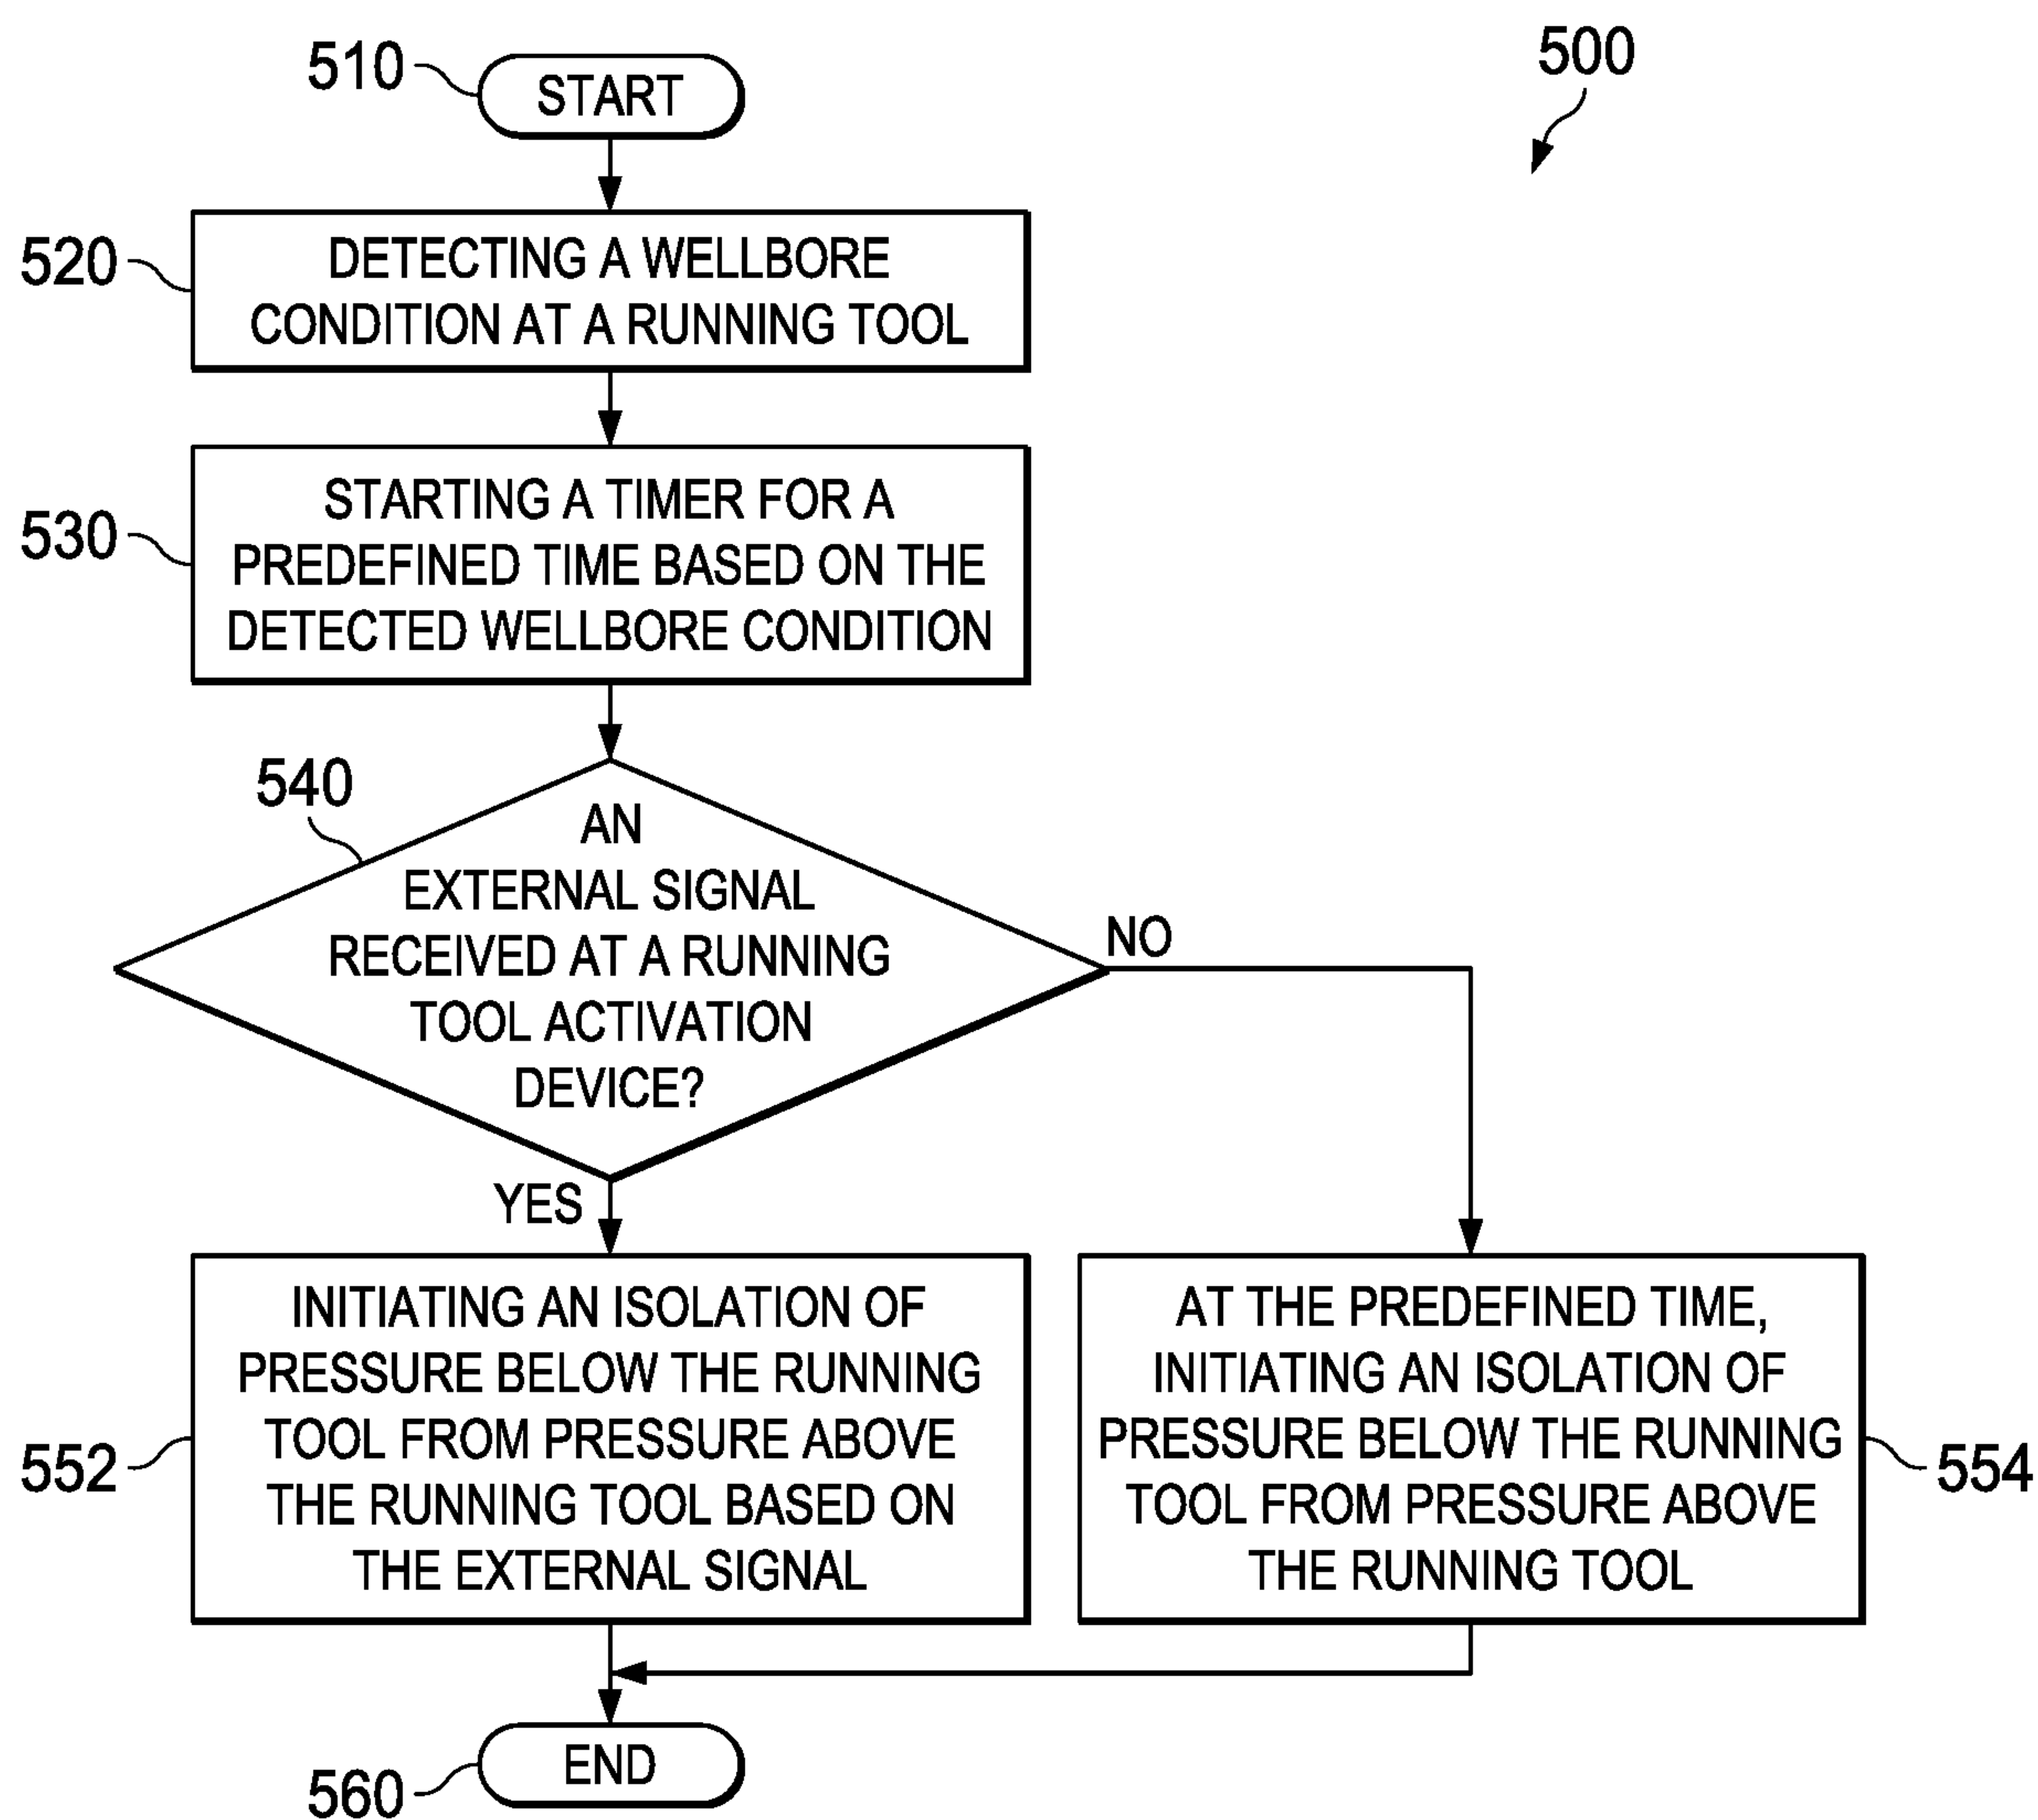 500
510
START
520
DETECTING A WELLBORE
CONDITION AT A RUNNING TOOL
530
STARTING A TIMER FOR A
PREDEFINED TIME BASED ON THE
DETECTED WELLBORE CONDITION
540
AN
EXTERNAL SIGNAL
RECEIVED AT A RUNNING
TOOL ACTIVATION
DEVICE?
NO
YES
552
INITIATING AN ISOLATION OF
PRESSURE BELOW THE RUNNING
TOOL FROM PRESSURE ABOVE
THE RUNNING TOOL BASED ON
THE EXTERNAL SIGNAL
AT THE PREDEFINED TIME,
INITIATING AN ISOLATION OF
PRESSURE BELOW THE RUNNING
TOOL FROM PRESSURE ABOVE
THE RUNNING TOOL
554
END
560